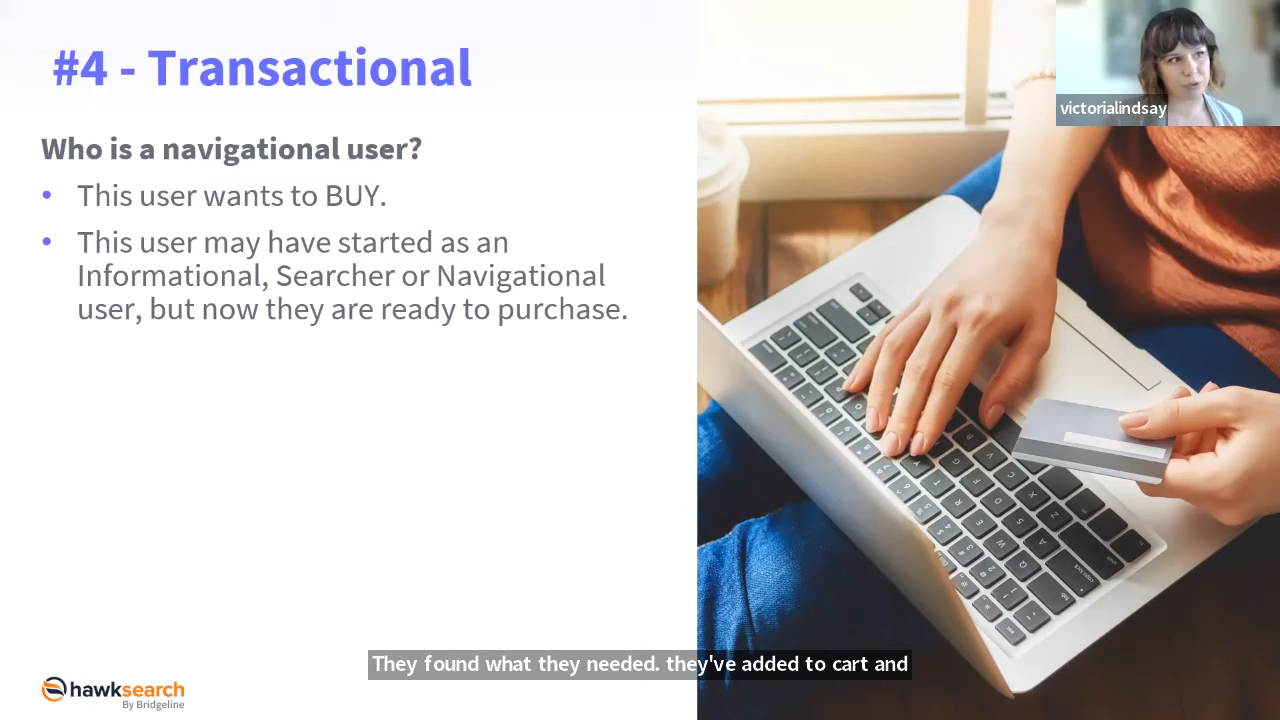 #4 - Transactional
victorialindsay
Who is a navigational user?
• This user wants to BUY.
• This user may have started as an
Informational, Searcher or Navigational
user, but now they are ready to purchase.
They found what they needed. they've added to cart and
hawksearch
By Bridgeline